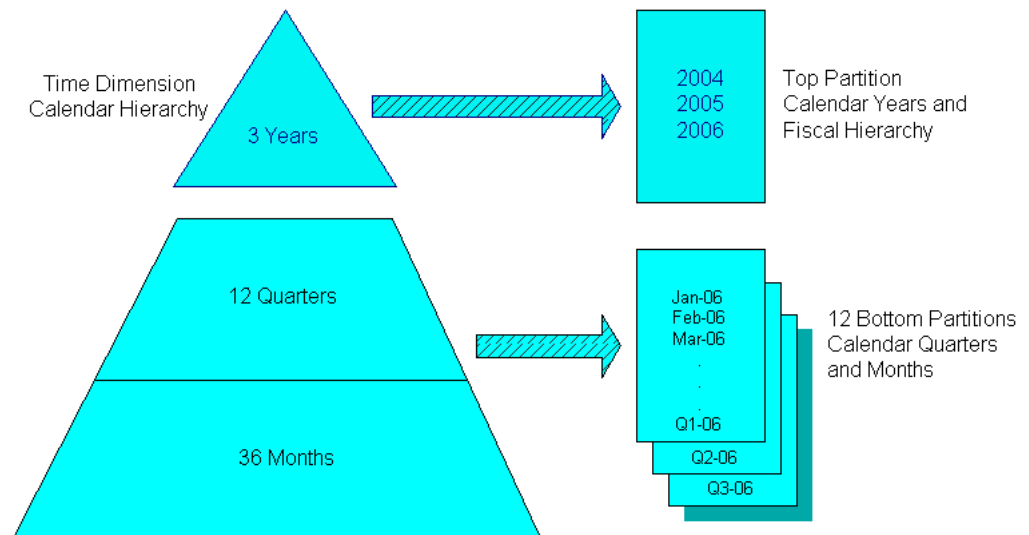 Time Dimension
Calendar Hierarchy
3 Years
2004
2005
2006
Top Partition
Calendar Years and
Fiscal Hierarchy
12 Quarters
36 Months
Jan-06
Feb-06
Mar-06
.
.
.
Q1-06
Q2-06
Q3-06
12 Bottom Partitions
Calendar Quarters
and Months